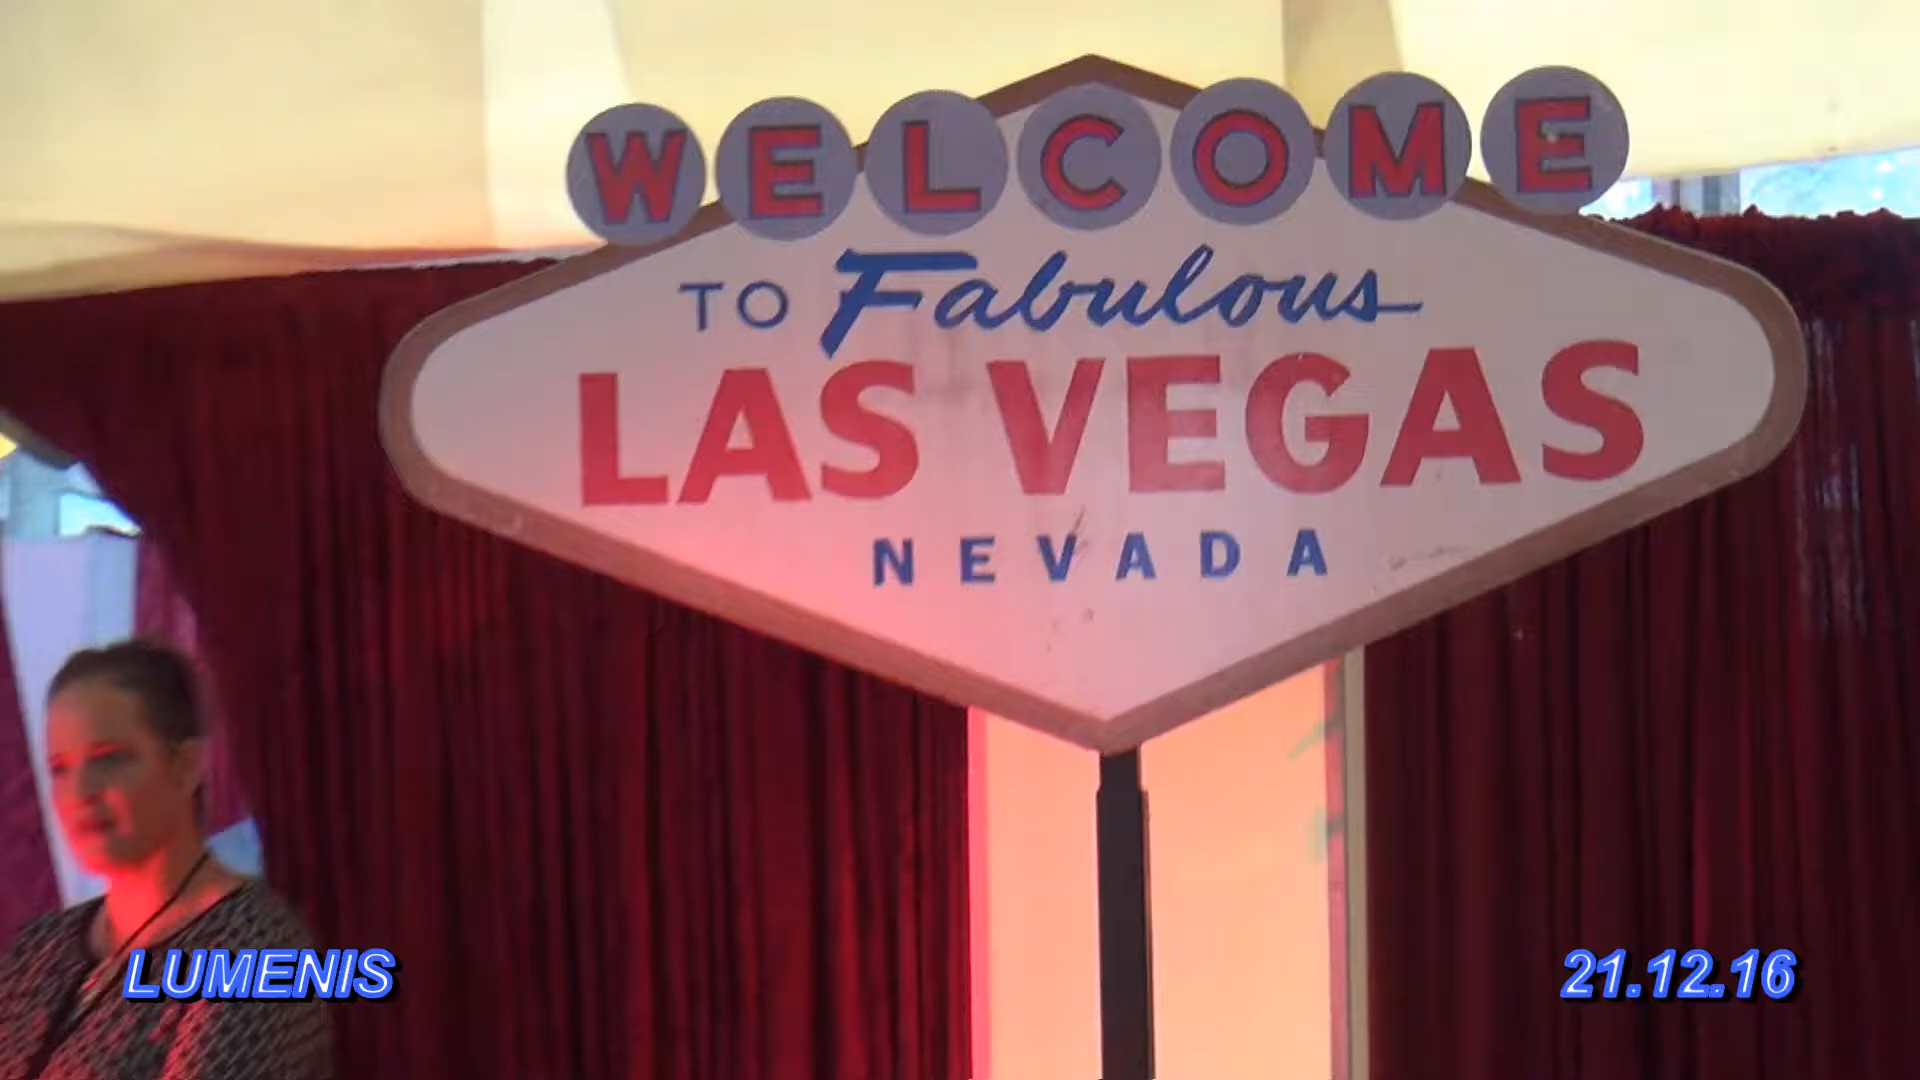 WELCOME
TO Fabulous
LAS VEGAS
NEVADA
LUMENIS
21.12.16